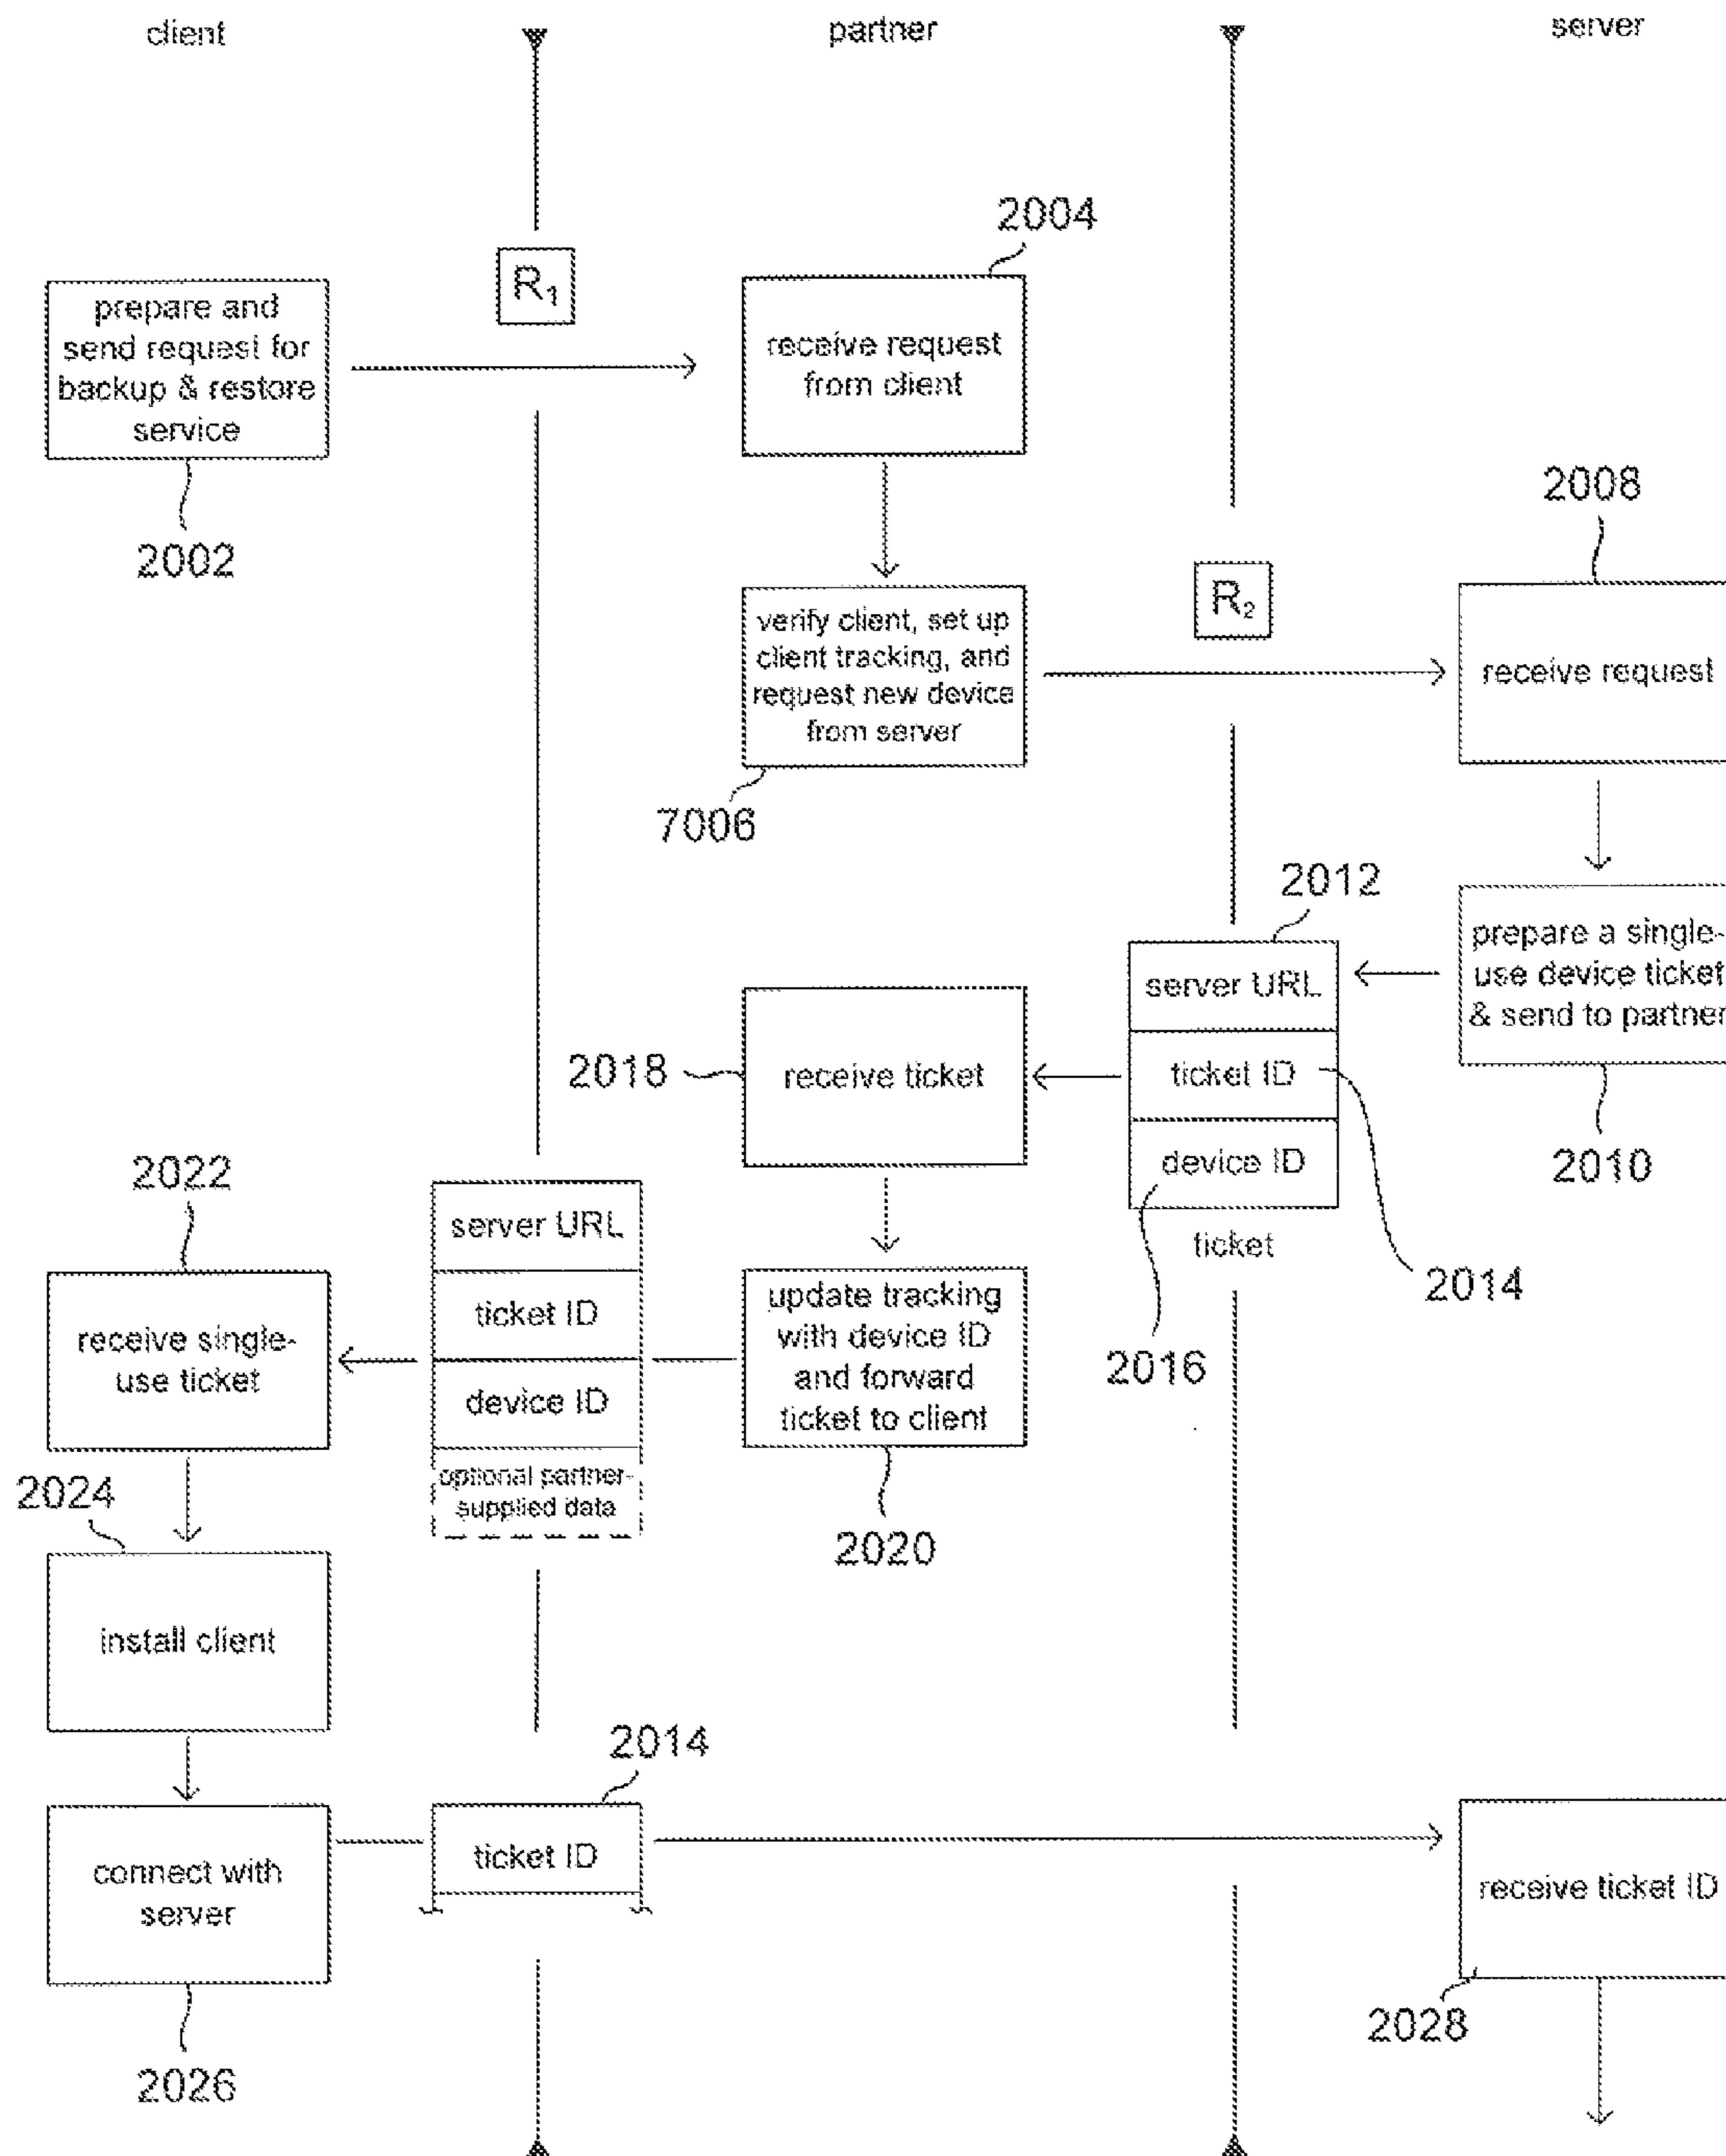 client
partner
server
2004
R1
prepare and
send request for
backup & restore
service
receive request
from client
2002
2008
R2
verify client, set up
client tracking, and
request new device
from server
receive request
7006
2012
server URL
ticket ID
device ID
ticket
prepare a single-
use device ticket
& send to partner
2018
receive ticket
2010
2014
2016
2022
server URL
ticket ID
device ID
optional partner-
supplied data
update tracking
with device ID
and forward
ticket to client
receive single-
use ticket
2020
2024
install client
2014
connect with
server
ticket ID
receive ticket ID
2028
2026